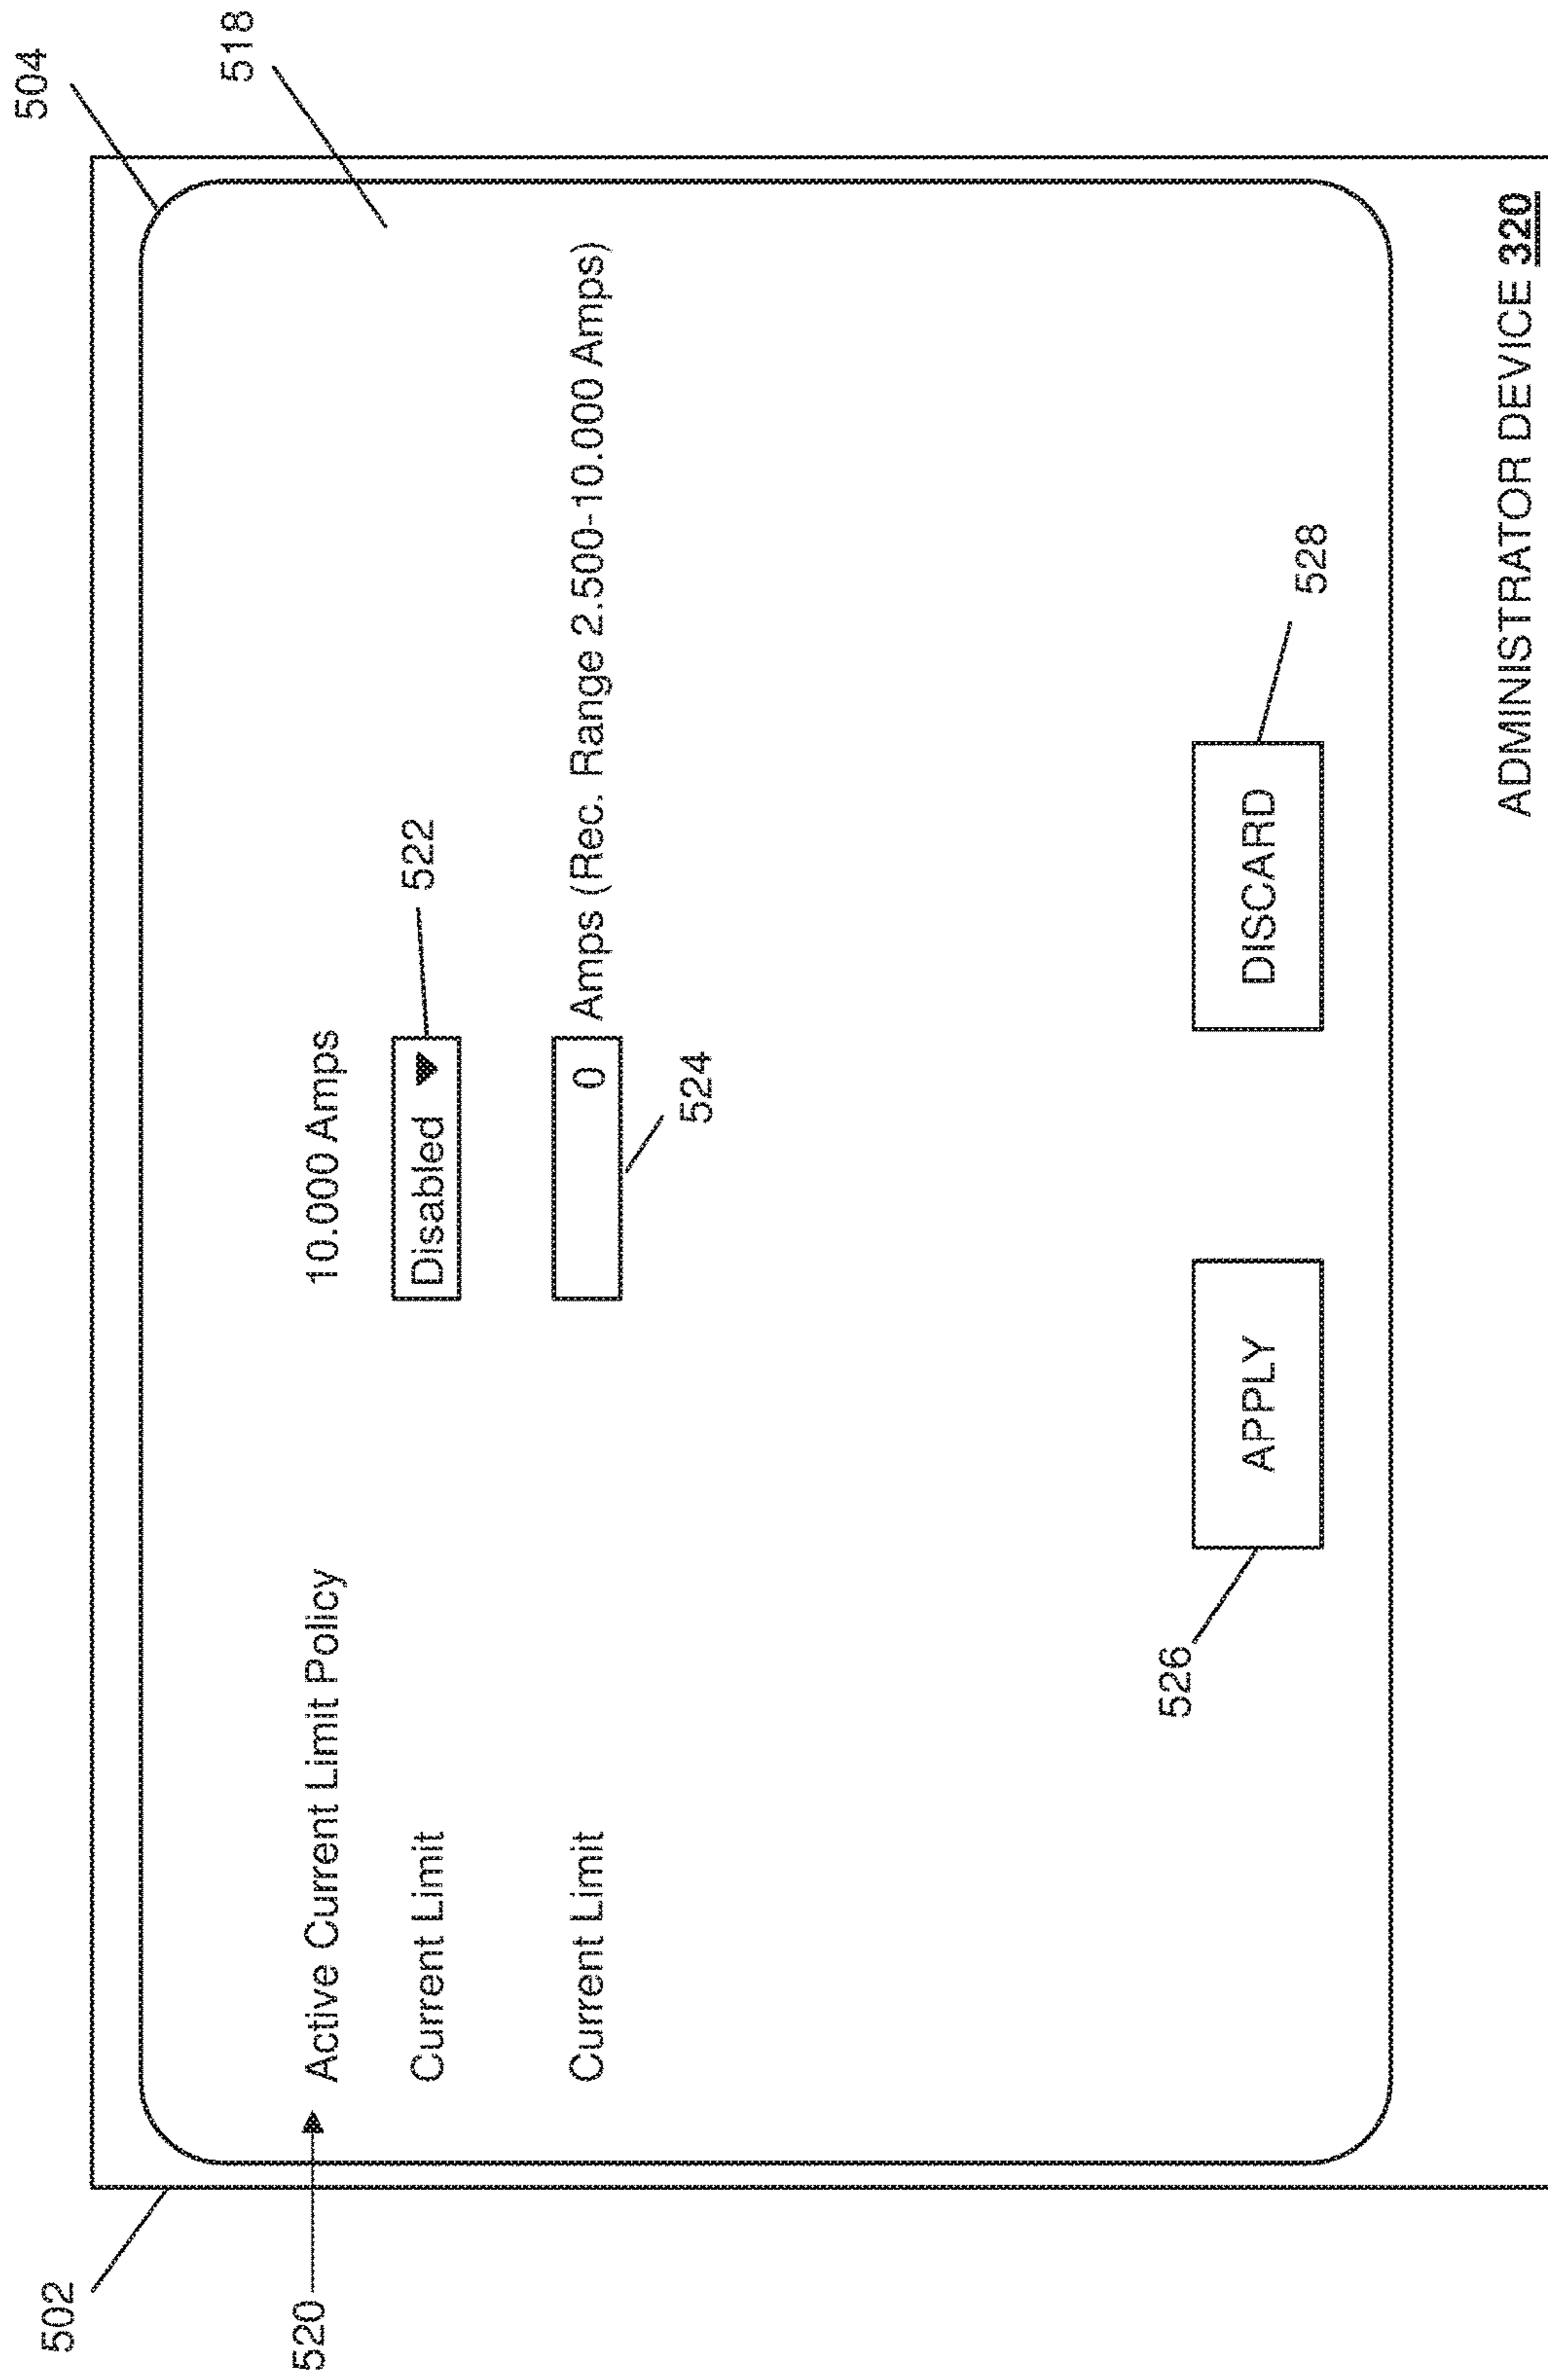 504
518
502
520
Active Current Limit Policy 10.000 Amps
Current Limit Disabled
522
Current Limit 0 Amps (Rec. Range 2.500-10.000 Amps)
524
526
APPLY
DISCARD
528
ADMINISTRATOR DEVICE 320